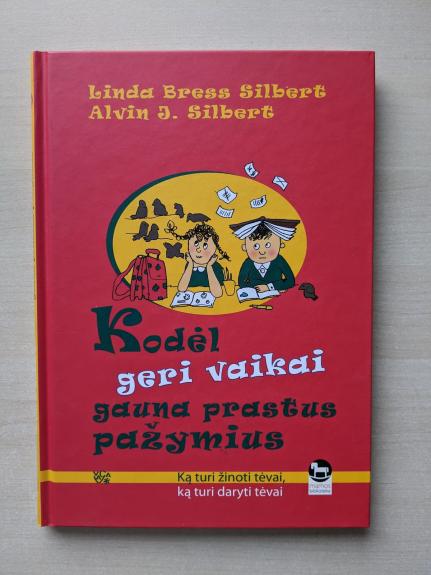 Linda Bress Silbert
Alvin J. Silbert
Kodėl
geri vaikai
gauna prastus
pažymius
Ką turi žinoti tėvai,
ką turi daryti tėvai
mamos